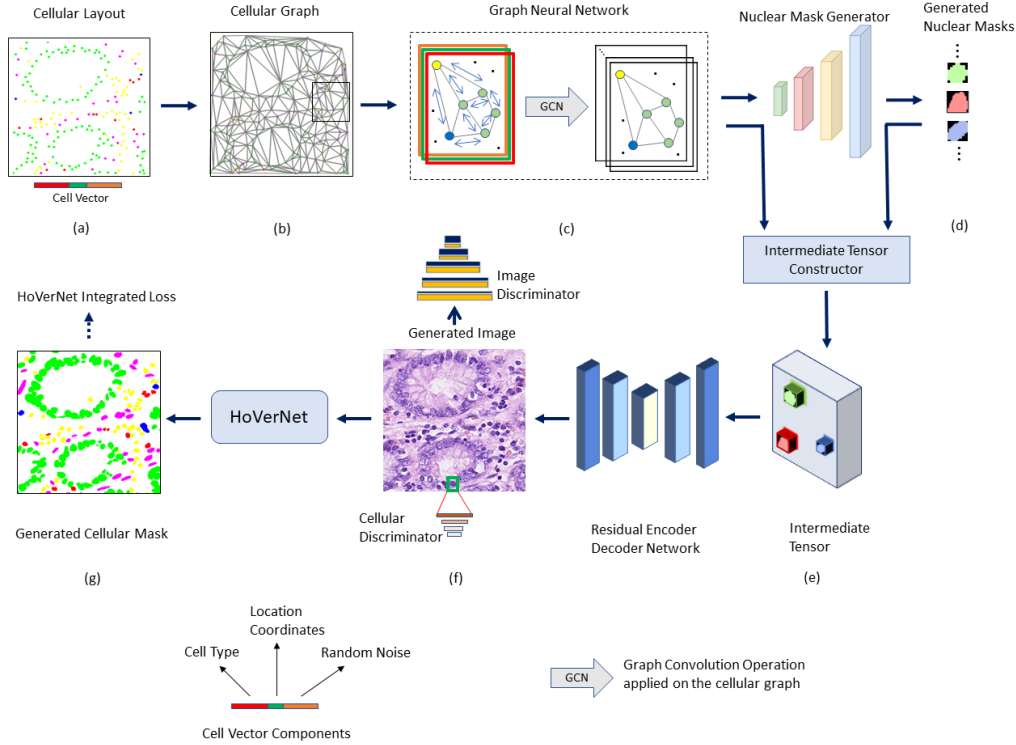 Cellular Layout
Cellular Graph
Graph Neural Network
Nuclear Mask Generator
Generated
Nuclear Masks
GCN
Cell Vector
(a)
(b)
(c)
(d)
Intermediate Tensor
Constructor
Image
Discriminator
HoVerNet Integrated Loss
Generated Image
HoVerNet
Cellular
Discriminator
Generated Cellular Mask
Residual Encoder
Decoder Network
Intermediate
Tensor
(g)
(f)
(e)
Location
Coordinates
Cell Type
Random Noise
Cell Vector Components
GCN
Graph Convolution Operation
applied on the cellular graph